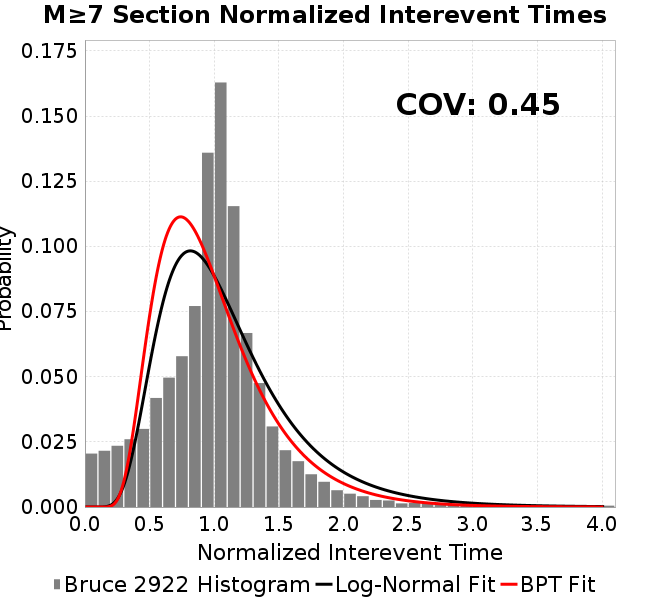 M≥7 Section Normalized Interevent Times
COV: 0.45
Probability
0.175
0.150
0.125
0.100
0.075
0.050
0.025
0.000
0.0 0.5 1.0 1.5 2.0 2.5 3.0 3.5 4.0
Normalized Interevent Time
Bruce 2922 Histogram Log-Normal Fit BPT Fit